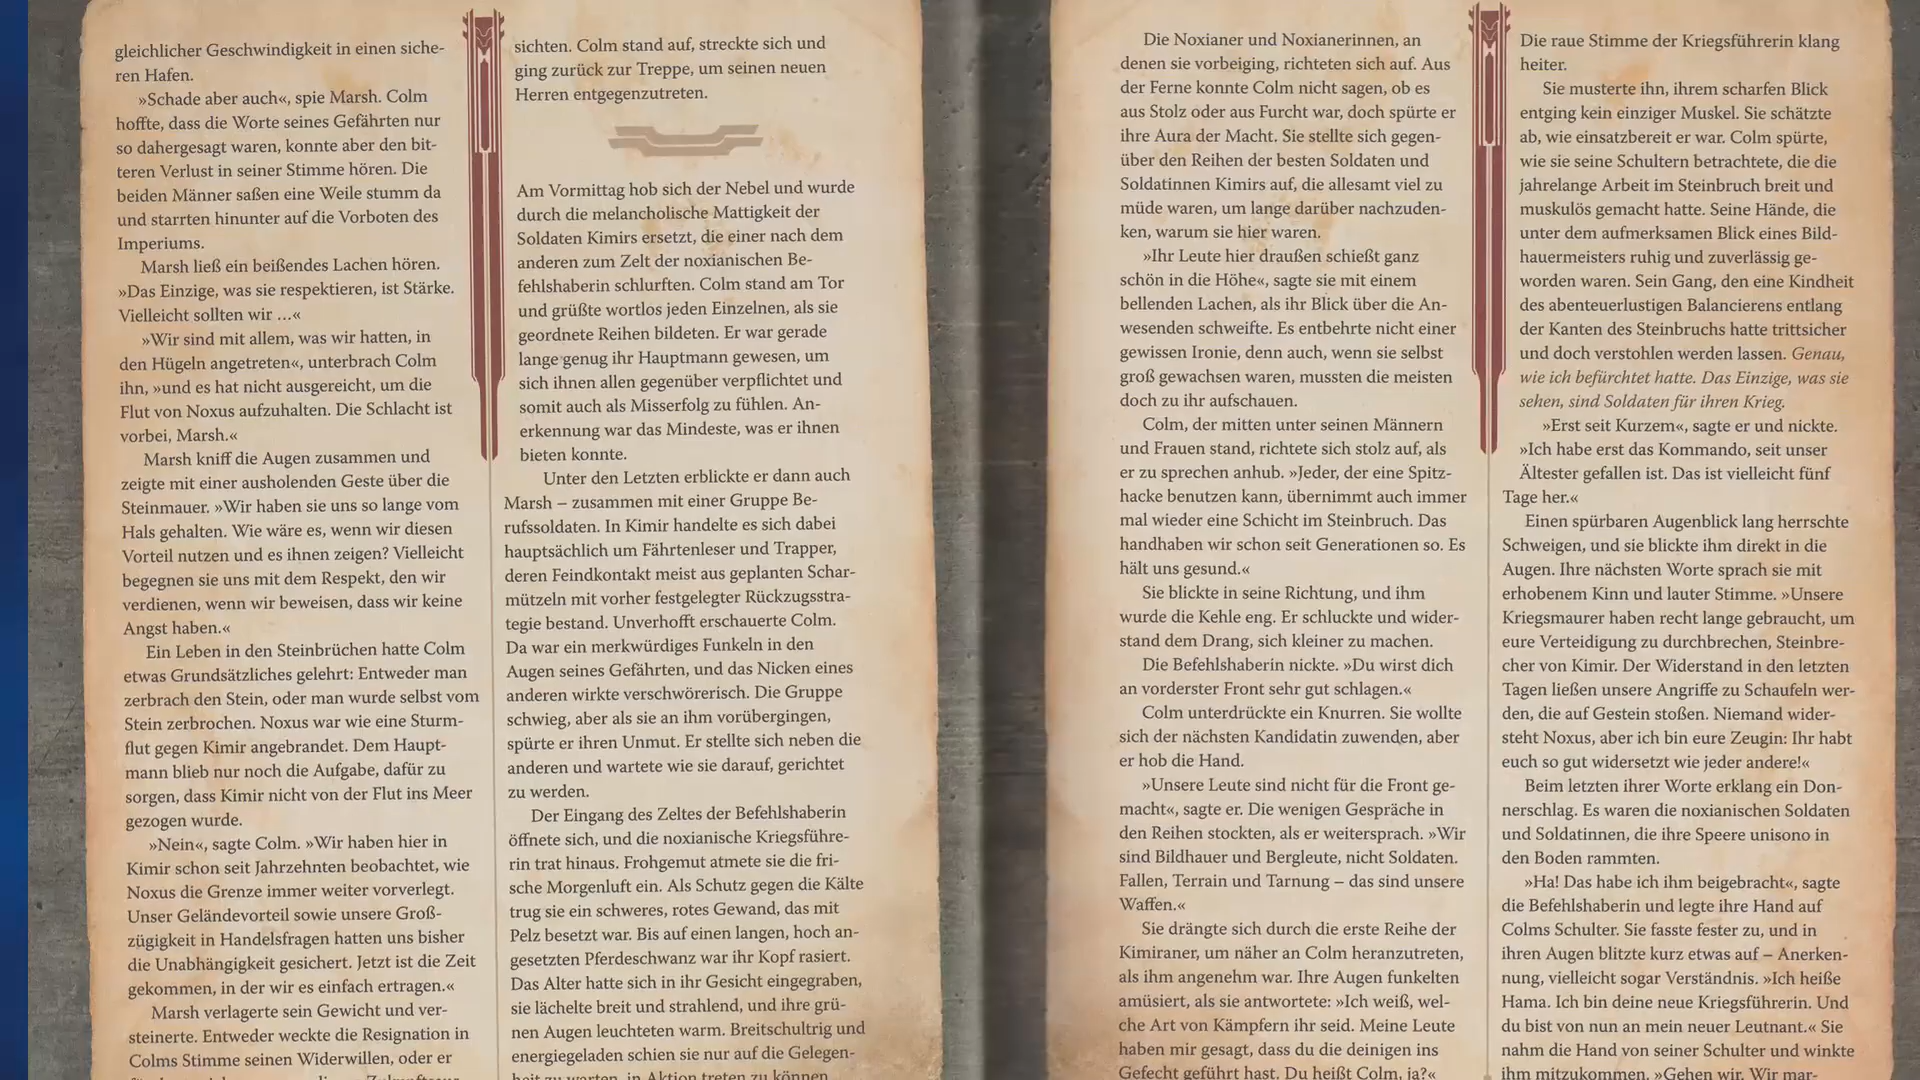 gleichlicher Geschwindigkeit in einen siche-
ren Hafen.
»Schade aber auch«, spie Marsh. Colm
hoffte, dass die Worte seines Gefährten nur
so dahergesagt waren, konnte aber den bit-
teren Verlust in seiner Stimme hören. Die
beiden Männer saßen eine Weile stumm da
und starrten hinunter auf die Vorboten des
Imperiums.
Marsh ließ ein beißendes Lachen hören.
»Das Einzige, was sie respektieren, ist Stärke.
Vielleicht sollten wir …«
»Wir sind mit allem, was wir hatten, in
den Hügeln angetreten«, unterbrach Colm
ihn, »und es hat nicht ausgereicht, um die
Flut von Noxus aufzuhalten. Die Schlacht ist
vorbei, Marsh.«
Marsh kniff die Augen zusammen und
zeigte mit einer ausholenden Geste über die
Steinmauer. »Wir haben sie uns so lange vom
Hals gehalten. Wie wäre es, wenn wir diesen
Vorteil nutzen und es ihnen zeigen? Vielleicht
begegnen sie uns mit dem Respekt, den wir
verdienen, wenn wir beweisen, dass wir keine
Angst haben.«
Ein Leben in den Steinbrüchen hatte Colm
etwas Grundsätzliches gelehrt: Entweder man
zerbrach den Stein, oder man wurde selbst vom
Stein zerbrochen. Noxus war wie eine Sturm-
flut gegen Kimir angebrandet. Dem Haupt-
mann blieb nur noch die Aufgabe, dafür zu
sorgen, dass Kimir nicht von der Flut ins Meer
gezogen wurde.
»Nein«, sagte Colm. »Wir haben hier in
Kimir schon seit Jahrzehnten beobachtet, wie
Noxus die Grenze immer weiter vorverlegt.
Unser Geländevorteil sowie unsere Groß-
zügigkeit in Handelsfragen hatten uns bisher
die Unabhängigkeit gesichert. Jetzt ist die Zeit
gekommen, in der wir es einfach ertragen.«
Marsh verlagerte sein Gewicht und ver-
steinerte. Entweder weckte die Resignation in
Colms Stimme seinen Widerwillen, oder er
sichten. Colm stand auf, streckte sich und
ging zurück zur Treppe, um seinen neuen
Herren entgegenzutreten.
Am Vormittag hob sich der Nebel und wurde
durch die melancholische Mattigkeit der
Soldaten Kimirs ersetzt, die einer nach dem
anderen zum Zelt der noxianischen Be-
fehlshaberin schlurften. Colm stand am Tor
und grüßte wortlos jeden Einzelnen, als sie
geordnete Reihen bildeten. Er war gerade
lange genug ihr Hauptmann gewesen, um
sich ihnen allen gegenüber verpflichtet und
somit auch als Misserfolg zu fühlen. An-
erkennung war das Mindeste, was er ihnen
bieten konnte.
Unter den Letzten erblickte er dann auch
Marsh – zusammen mit einer Gruppe Be-
rufssoldaten. In Kimir handelte es sich dabei
hauptsächlich um Fährtenleser und Trapper,
deren Feindkontakt meist aus geplanten Schar-
mützeln mit vorher festgelegter Rückzugsstra-
tegie bestand. Unverhofft erschauerte Colm.
Da war ein merkwürdiges Funkeln in den
Augen seines Gefährten, und das Nicken eines
anderen wirkte verschwörerisch. Die Gruppe
schwieg, aber als sie an ihm vorübergingen,
spürte er ihren Unmut. Er stellte sich neben die
anderen und wartete wie sie darauf, gerichtet
zu werden.
Der Eingang des Zeltes der Befehlshaberin
öffnete sich, und die noxianische Kriegsführe-
rin trat hinaus. Frohgemut atmete sie die fri-
sche Morgenluft ein. Als Schutz gegen die Kälte
trug sie ein schweres, rotes Gewand, das mit
Pelz besetzt war. Bis auf einen langen, hoch an-
gesetzten Pferdeschwanz war ihr Kopf rasiert.
Das Alter hatte sich in ihr Gesicht eingegraben,
sie lächelte breit und strahlend, und ihre grü-
nen Augen leuchteten warm. Breitschultrig und
energiegeladen schien sie nur auf die Gelegen-
heit zu warten, in Aktion treten zu können.
Die Noxianer und Noxianerinnen, an
denen sie vorbeiging, richteten sich auf. Aus
der Ferne konnte Colm nicht sagen, ob es
aus Stolz oder aus Furcht war, doch spürte er
ihre Aura der Macht. Sie stellte sich gegen-
über den Reihen der besten Soldaten und
Soldatinnen Kimirs auf, die allesamt viel zu
müde waren, um lange darüber nachzuden-
ken, warum sie hier waren.
»Ihr Leute hier draußen schießt ganz
schön in die Höhe«, sagte sie mit einem
bellenden Lachen, als ihr Blick über die An-
wesenden schweifte. Es entbehrte nicht einer
gewissen Ironie, denn auch, wenn sie selbst
groß gewachsen waren, mussten die meisten
doch zu ihr aufschauen.
Colm, der mitten unter seinen Männern
und Frauen stand, richtete sich stolz auf, als
er zu sprechen anhub. »Jeder, der eine Spitz-
hacke benutzen kann, übernimmt auch immer
mal wieder eine Schicht im Steinbruch. Das
handhaben wir schon seit Generationen so. Es
hält uns gesund.«
Sie blickte in seine Richtung, und ihm
wurde die Kehle eng. Er schluckte und wider-
stand dem Drang, sich kleiner zu machen.
Die Befehlshaberin nickte. »Du wirst dich
an vorderster Front sehr gut schlagen.«
Colm unterdrückte ein Knurren. Sie wollte
sich der nächsten Kandidatin zuwenden, aber
er hob die Hand.
»Unsere Leute sind nicht für die Front ge-
macht«, sagte er. Die wenigen Gespräche in
den Reihen stockten, als er weitersprach. »Wir
sind Bildhauer und Bergleute, nicht Soldaten.
Fallen, Terrain und Tarnung – das sind unsere
Waffen.«
Sie drängte sich durch die erste Reihe der
Kimiraner, um näher an Colm heranzutreten,
als ihm angenehm war. Ihre Augen funkelten
amüsiert, als sie antwortete: »Ich weiß, wel-
che Art von Kämpfern ihr seid. Meine Leute
haben mir gesagt, dass du die deinigen ins
Gefecht geführt hast. Du heißt Colm, ja?«
Die raue Stimme der Kriegsführerin klang
heiter.
Sie musterte ihn, ihrem scharfen Blick
entging kein einziger Muskel. Sie schätzte
ab, wie einsatzbereit er war. Colm spürte,
wie sie seine Schultern betrachtete, die die
jahrelange Arbeit im Steinbruch breit und
muskulös gemacht hatte. Seine Hände, die
unter dem aufmerksamen Blick eines Bild-
hauermeisters ruhig und zuverlässig ge-
worden waren. Sein Gang, den eine Kindheit
des abenteuerlustigen Balancierens entlang
der Kanten des Steinbruchs hatte trittsicher
und doch verstohlen werden lassen. Genau,
wie ich befürchtet hatte. Das Einzige, was sie
sehen, sind Soldaten für ihren Krieg.
»Erst seit Kurzem«, sagte er und nickte.
»Ich habe erst das Kommando, seit unser
Ältester gefallen ist. Das ist vielleicht fünf
Tage her.«
Einen spürbaren Augenblick lang herrschte
Schweigen, und sie blickte ihm direkt in die
Augen. Ihre nächsten Worte sprach sie mit
erhobenem Kinn und lauter Stimme. »Unsere
Kriegsmaurer haben recht lange gebraucht, um
eure Verteidigung zu durchbrechen, Steinbre-
cher von Kimir. Der Widerstand in den letzten
Tagen ließen unsere Angriffe zu Schaufeln wer-
den, die auf Gestein stoßen. Niemand wider-
steht Noxus, aber ich bin eure Zeugin: Ihr habt
euch so gut widersetzt wie jeder andere!«
Beim letzten ihrer Worte erklang ein Don-
nerschlag. Es waren die noxianischen Soldaten
und Soldatinnen, die ihre Speere unisono in
den Boden rammten.
»Ha! Das habe ich ihm beigebracht«, sagte
die Befehlshaberin und legte ihre Hand auf
Colms Schulter. Sie fasste fester zu, und in
ihren Augen blitzte kurz etwas auf – Anerken-
nung, vielleicht sogar Verständnis. »Ich heiße
Hama. Ich bin deine neue Kriegsführerin. Und
du bist von nun an mein neuer Leutnant.« Sie
nahm die Hand von seiner Schulter und winkte
ihm mitzukommen. »Gehen wir. Wir mar-